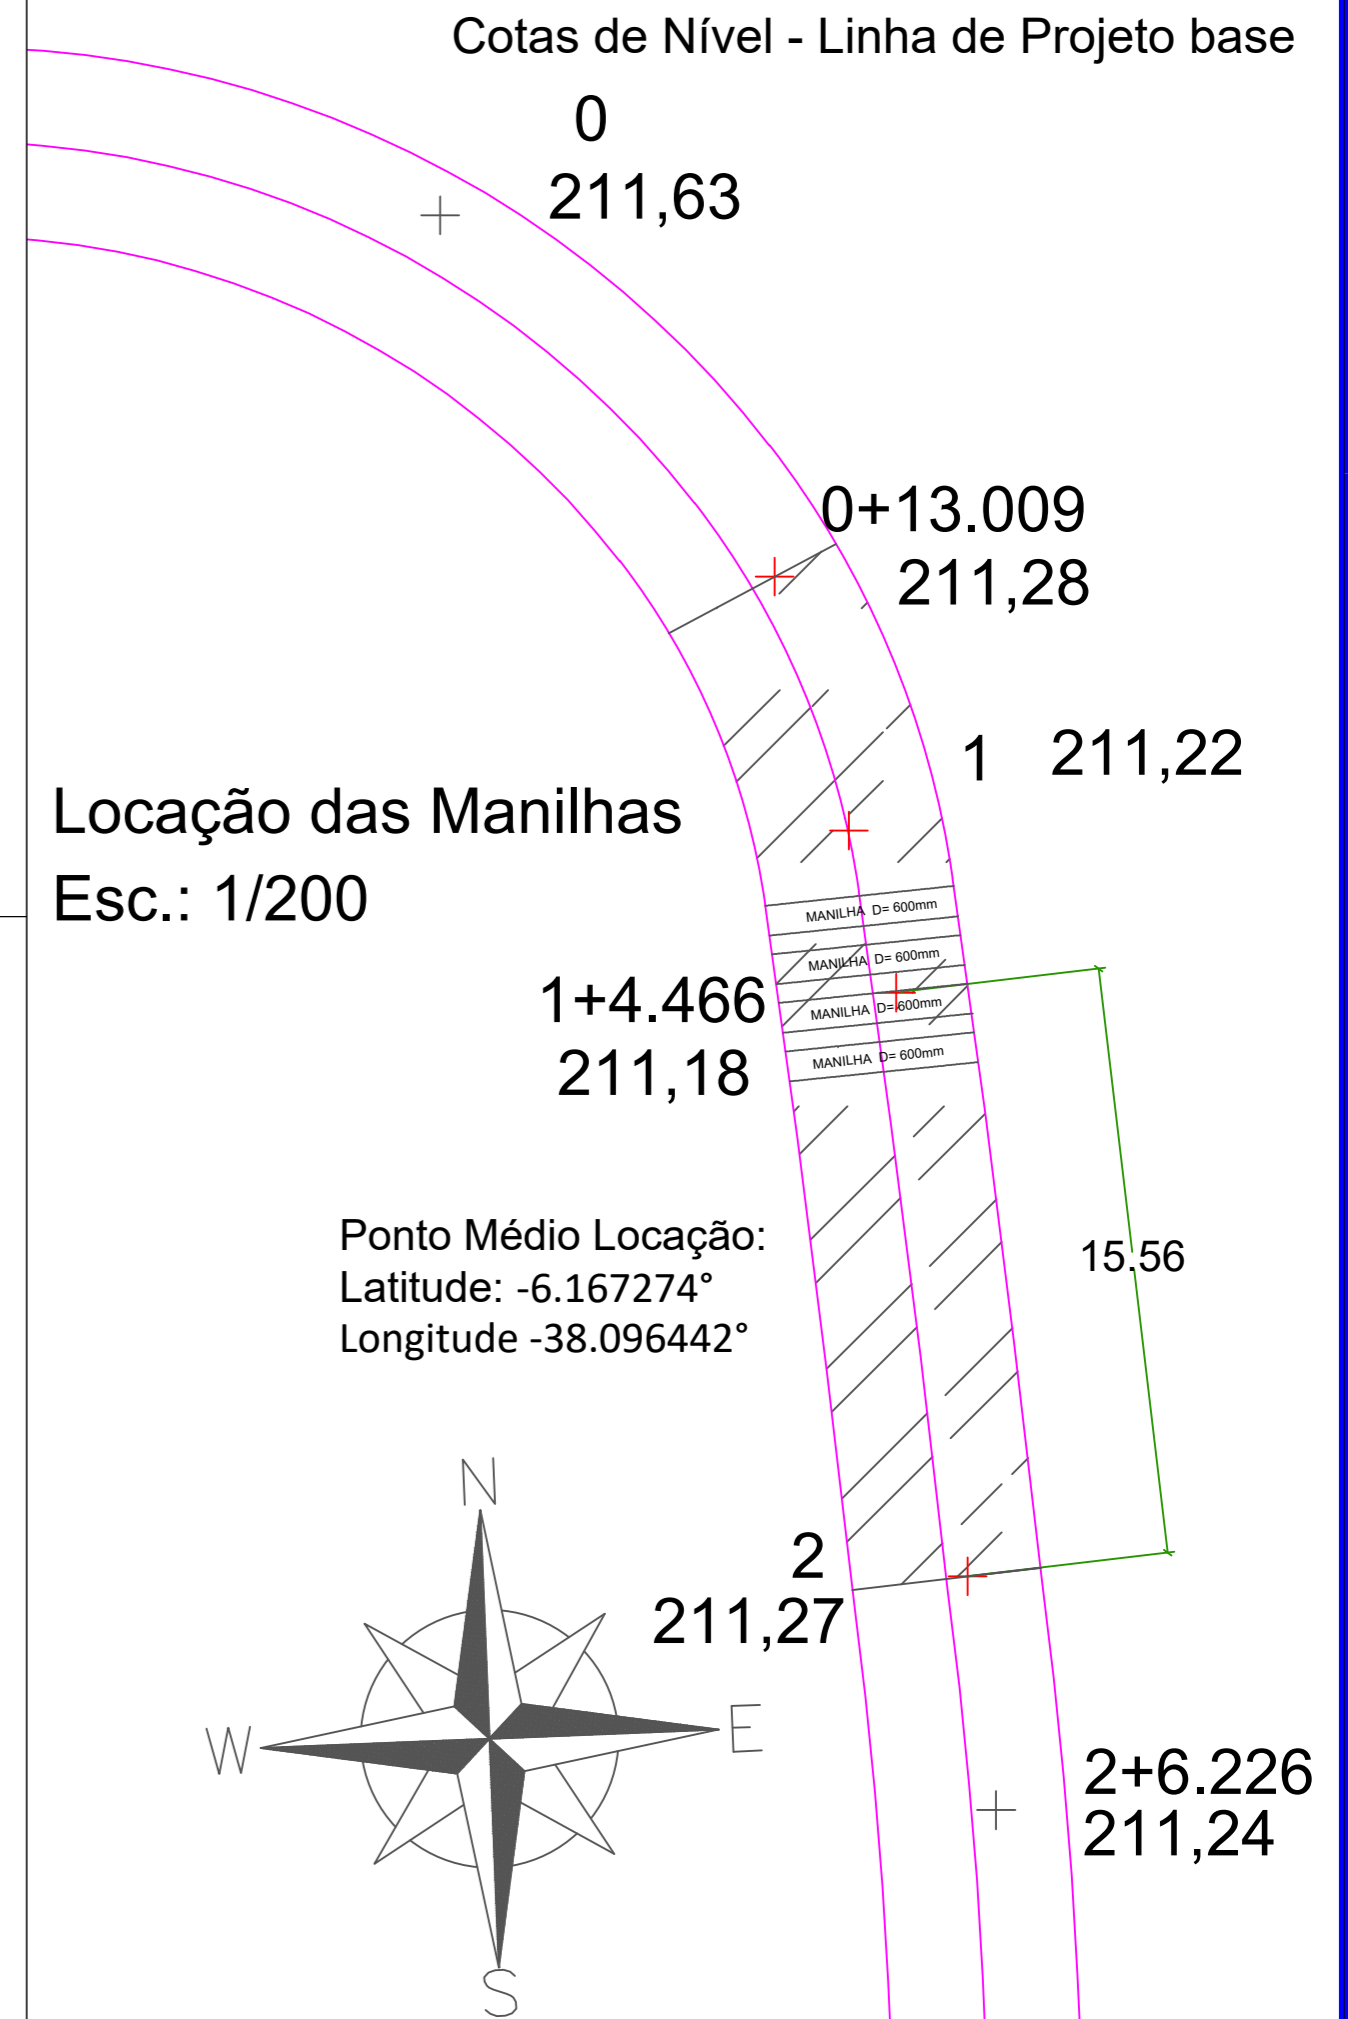 Cotas de Nível - Linha de Projeto base
0
211,63
0+13.009
211,28
1 211,22
Locação das Manilhas
Esc.: 1/200
MANILHA D= 600mm
MANILHA D= 600mm
MANILHA D= 600mm
MANILHA D= 600mm
1+4.466
211,18
Ponto Médio Locação:
Latitude: -6.167274°
Longitude -38.096442°
15.56
N
W
E
S
2
211,27
2+6.226
211,24